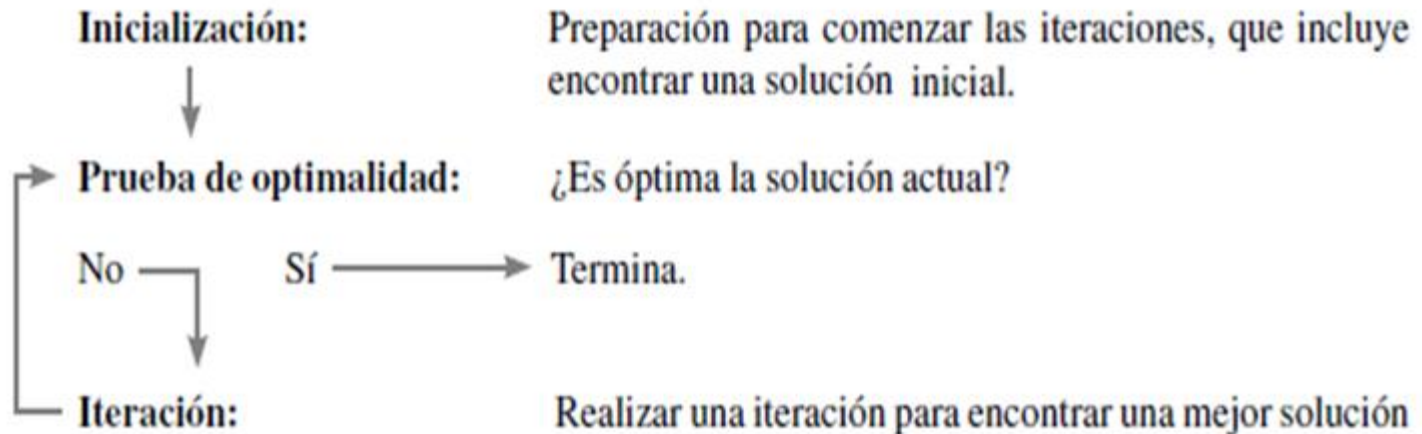 Inicialización: Preparación para comenzar las iteraciones, que incluye
encontrar una solución inicial.
Prueba de optimalidad: ¿Es óptima la solución actual?
No Sí Termina.
Iteración: Realizar una iteración para encontrar una mejor solución